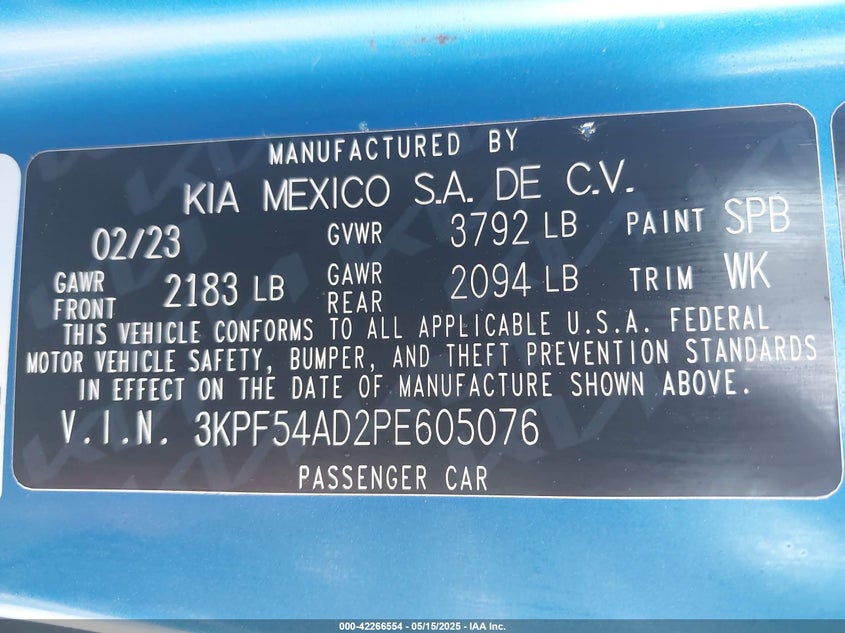 MANUFACTURED BY
KIA MEXICO S.A. DE C.V.
02/23 GVWR 3792 LB PAINT SPB
GAWR FRONT 2183 LB GAWR REAR 2094 LB TRIM WK
THIS VEHICLE CONFORMS TO ALL APPLICABLE U.S.A. FEDERAL
MOTOR VEHICLE SAFETY, BUMPER, AND THEFT PREVENTION STANDARDS
IN EFFECT ON THE DATE OF MANUFACTURE SHOWN ABOVE.
V.I.N. 3KPF54AD2PE605076
PASSENGER CAR
000-42266554 - 05/15/2025 - IAA Inc.